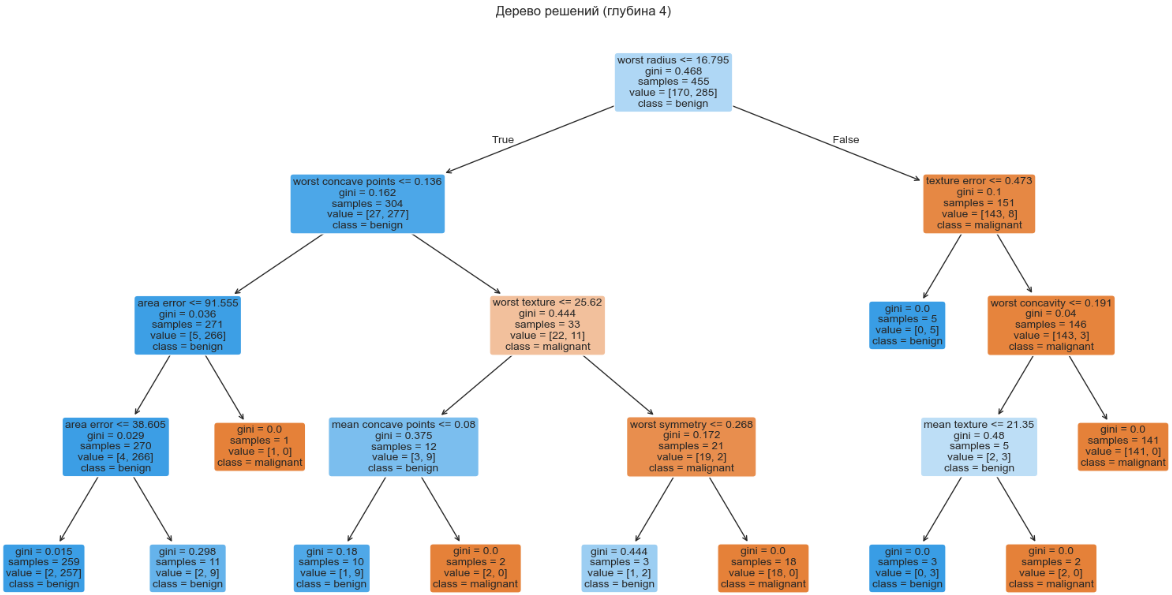 Дерево решений (глубина 4)
worst radius <= 16.795
gini = 0.468
samples = 455
value = [170, 285]
class = benign
True
False
worst concave points <= 0.136
gini = 0.162
samples = 304
value = [27, 277]
class = benign
texture error <= 0.473
gini = 0.1
samples = 151
value = [143, 8]
class = malignant
area error <= 91.555
gini = 0.036
samples = 271
value = [5, 266]
class = benign
worst texture <= 25.62
gini = 0.444
samples = 33
value = [22, 11]
class = malignant
gini = 0.0
samples = 5
value = [0, 5]
class = benign
worst concavity <= 0.191
gini = 0.04
samples = 146
value = [143, 3]
class = malignant
area error <= 38.605
gini = 0.029
samples = 270
value = [4, 266]
class = benign
gini = 0.0
samples = 1
value = [1, 0]
class = malignant
mean concave points <= 0.08
gini = 0.375
samples = 12
value = [3, 9]
class = benign
worst symmetry <= 0.268
gini = 0.172
samples = 21
value = [19, 2]
class = malignant
mean texture <= 21.35
gini = 0.48
samples = 5
value = [2, 3]
class = benign
gini = 0.0
samples = 141
value = [141, 0]
class = malignant
gini = 0.015
samples = 259
value = [2, 257]
class = benign
gini = 0.298
samples = 11
value = [2, 9]
class = benign
gini = 0.18
samples = 10
value = [1, 9]
class = benign
gini = 0.0
samples = 2
value = [2, 0]
class = malignant
gini = 0.444
samples = 3
value = [1, 2]
class = benign
gini = 0.0
samples = 18
value = [18, 0]
class = malignant
gini = 0.0
samples = 3
value = [0, 3]
class = benign
gini = 0.0
samples = 2
value = [2, 0]
class = malignant